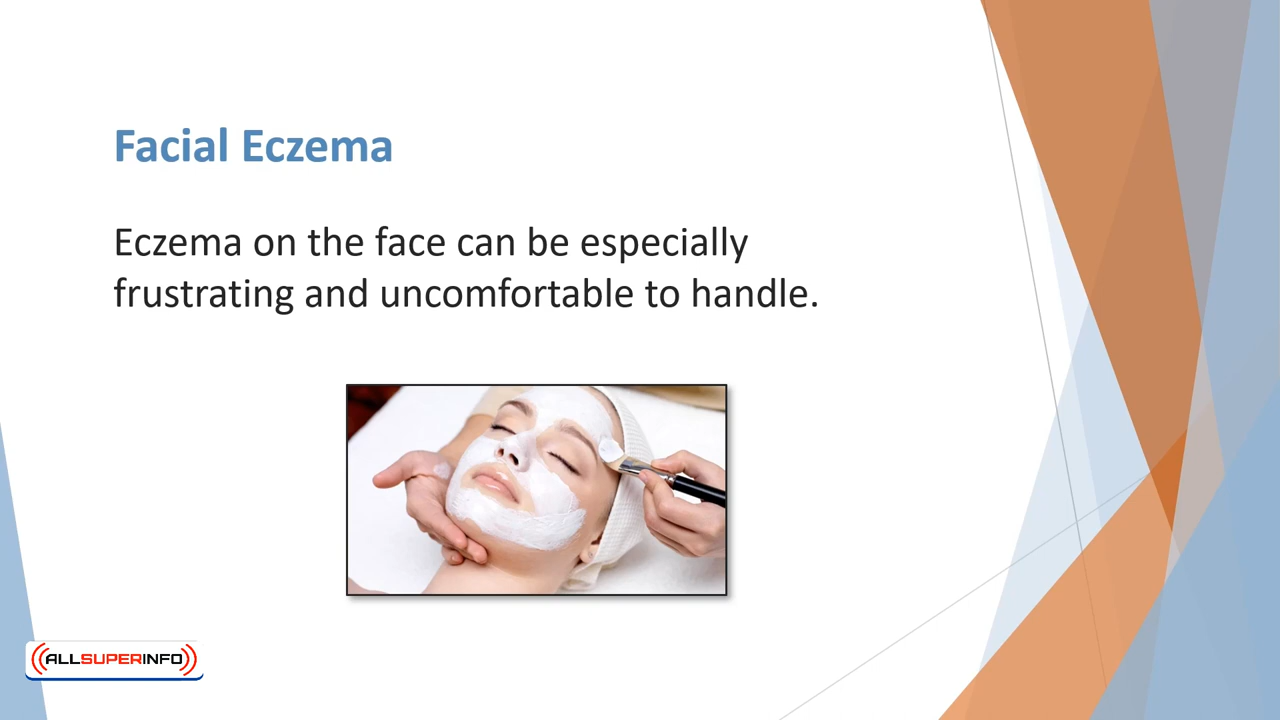 Facial Eczema
Eczema on the face can be especially
frustrating and uncomfortable to handle.
ALLSUPERINFO